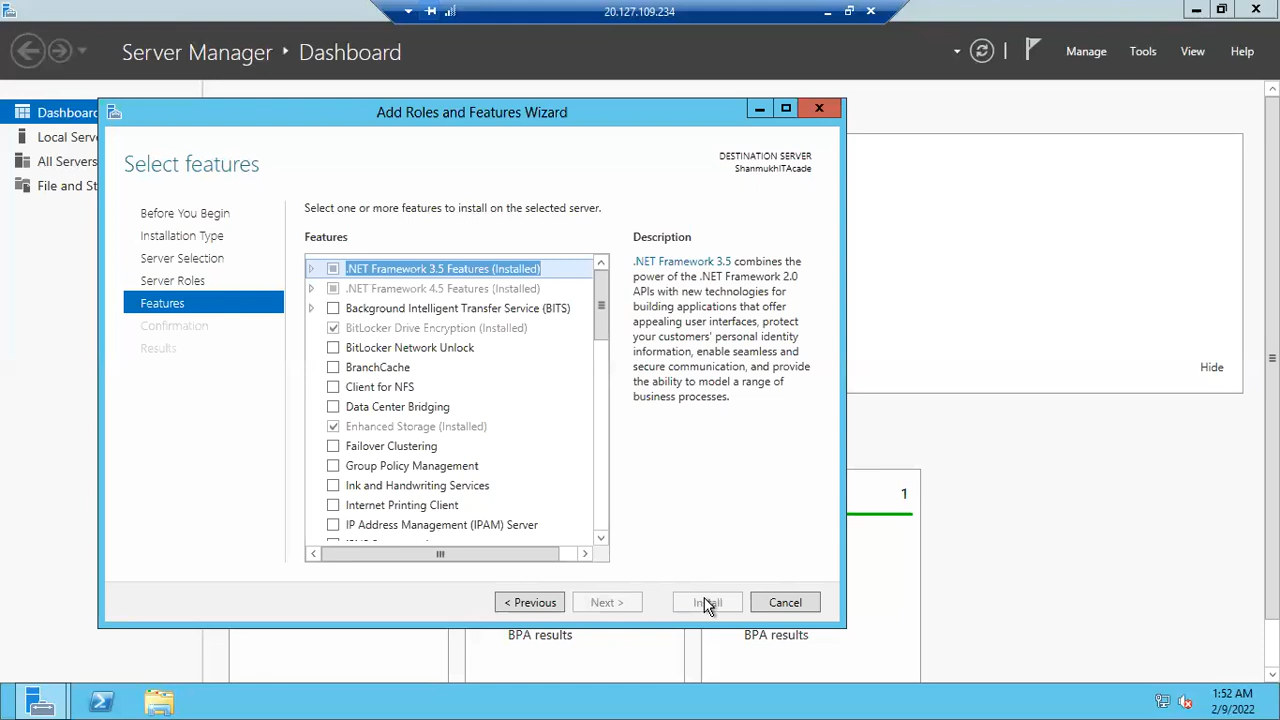 20.127.109.234
Server Manager ‣ Dashboard
Manage Tools View Help
Dashboard
Local Serve
All Servers
File and St
Add Roles and Features Wizard
Select features
DESTINATION SERVER
ShanmukhITAcade
Before You Begin
Installation Type
Server Selection
Server Roles
Features
Confirmation
Results
Select one or more features to install on the selected server.
Features
.NET Framework 3.5 Features (Installed)
.NET Framework 4.5 Features (Installed)
Background Intelligent Transfer Service (BITS)
BitLocker Drive Encryption (Installed)
BitLocker Network Unlock
BranchCache
Client for NFS
Data Center Bridging
Enhanced Storage (Installed)
Failover Clustering
Group Policy Management
Ink and Handwriting Services
Internet Printing Client
IP Address Management (IPAM) Server
Description
.NET Framework 3.5 combines the
power of the .NET Framework 2.0
APIs with new technologies for
building applications that offer
appealing user interfaces, protect
your customers' personal identity
information, enable seamless and
secure communication, and provide
the ability to model a range of
business processes.
< Previous
Next >
Install
Cancel
Hide
1
BPA results
BPA results
1:52 AM
2/9/2022